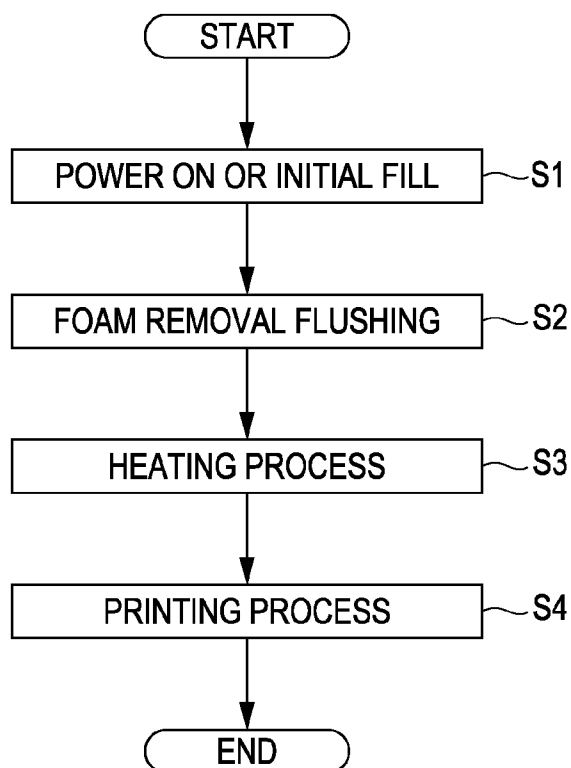 START
POWER ON OR INITIAL FILL S1
FOAM REMOVAL FLUSHING S2
HEATING PROCESS S3
PRINTING PROCESS S4
END